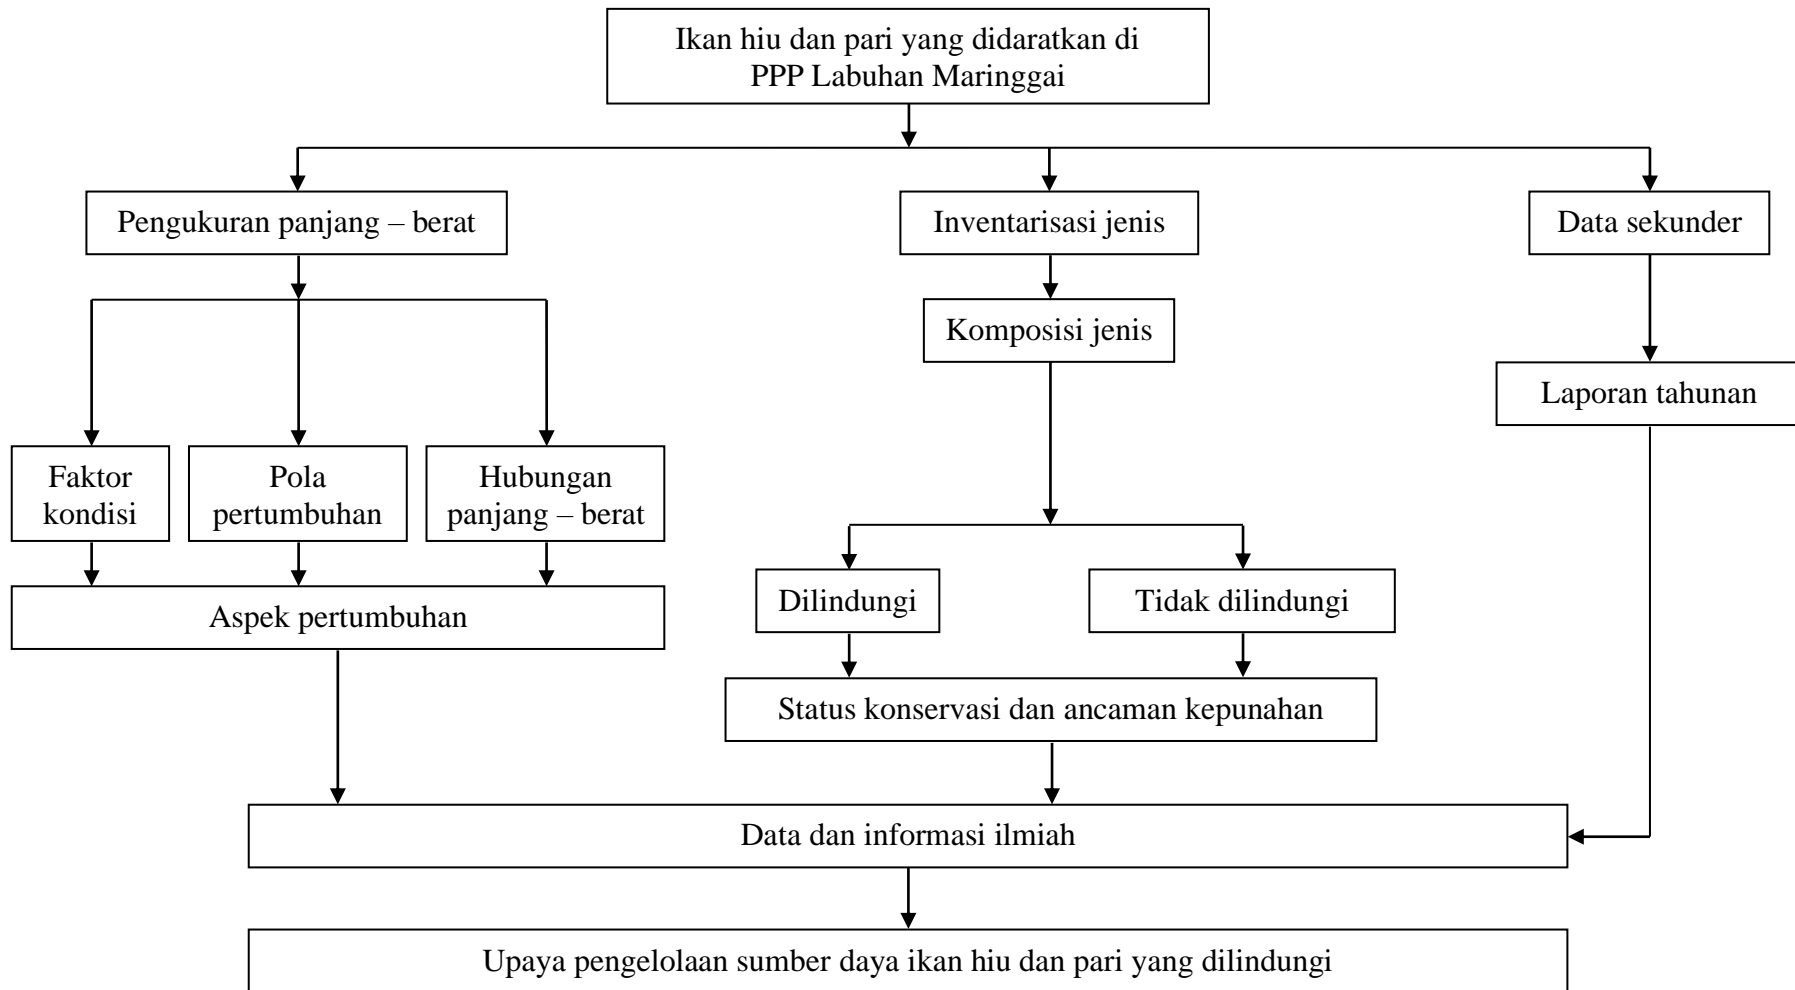 Ikan hiu dan pari yang didaratkan di
PPP Labuhan Maringgai
Pengukuran panjang – berat
Inventarisasi jenis
Data sekunder
Komposisi jenis
Laporan tahunan
Faktor
kondisi
Pola
pertumbuhan
Hubungan
panjang – berat
Dilindungi
Tidak dilindungi
Aspek pertumbuhan
Status konservasi dan ancaman kepunahan
Data dan informasi ilmiah
Upaya pengelolaan sumber daya ikan hiu dan pari yang dilindungi